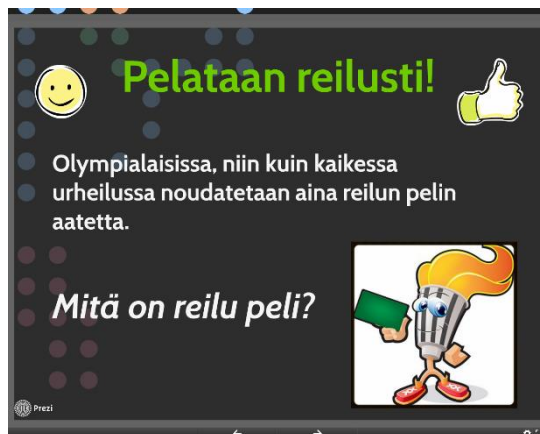 Pelataan reilusti!
Olympialaisissa, niin kuin kaikessa
urheilussa noudatetaan aina reilun pelin
aatetta.
Mitä on reilu peli?
Prezi